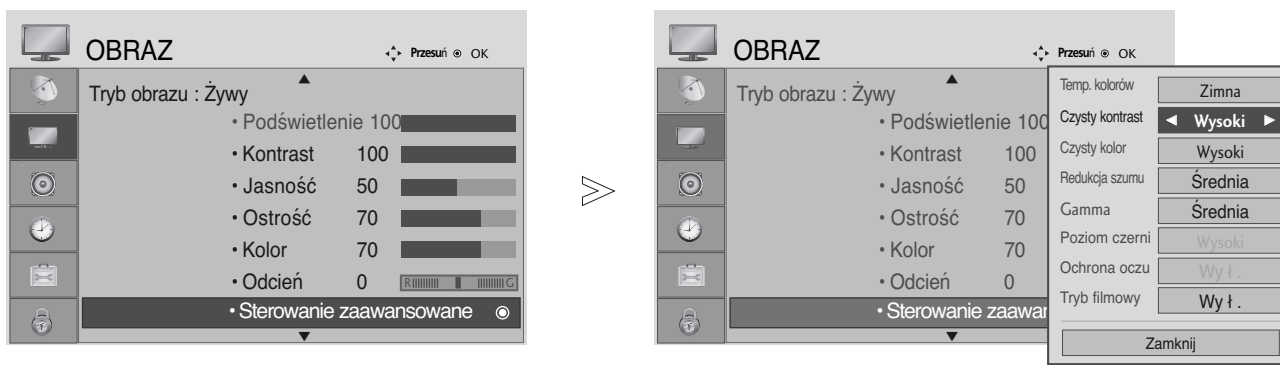 OBRAZ Przesuń OK
Tryb obrazu : Żywy
• Podświetlenie 100
• Kontrast 100
• Jasność 50
• Ostrość 70
• Kolor 70
• Odcień 0 R G
• Sterowanie zaawansowane
OBRAZ Przesuń OK
Tryb obrazu : Żywy
• Podświetlenie 100
• Kontrast 100
• Jasność 50
• Ostrość 70
• Kolor 70
• Odcień 0
• Sterowanie zaawan
Temp. kolorów Zimna
Czysty kontrast Wysoki
Czysty kolor Wysoki
Redukcja szumu Średnia
Gamma Średnia
Poziom czerni Wysoki
Ochrona oczu Wy ł .
Tryb filmowy Wy ł .
Zamknij